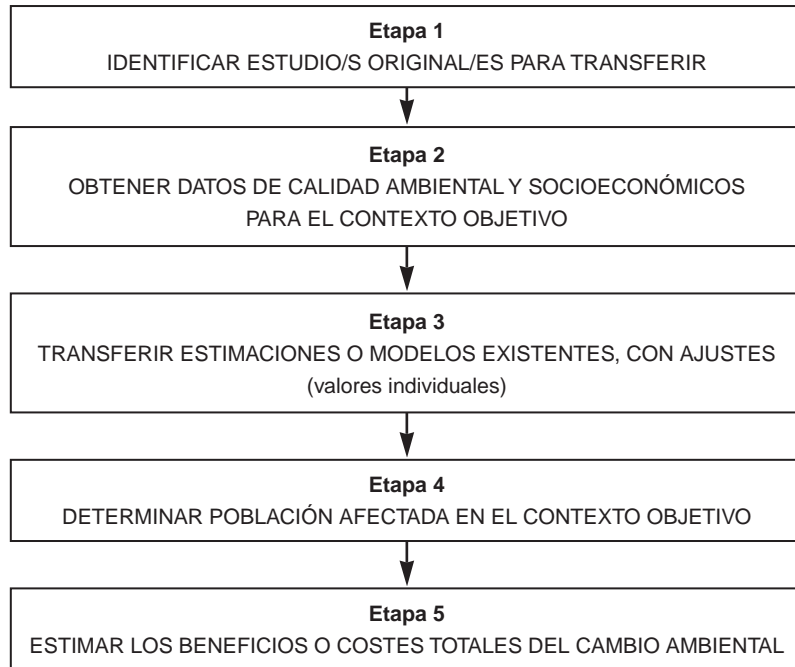 Etapa 1
IDENTIFICAR ESTUDIO/S ORIGINAL/ES PARA TRANSFERIR
Etapa 2
OBTENER DATOS DE CALIDAD AMBIENTAL Y SOCIOECONÓMICOS
PARA EL CONTEXTO OBJETIVO
Etapa 3
TRANSFERIR ESTIMACIONES O MODELOS EXISTENTES, CON AJUSTES
(valores individuales)
Etapa 4
DETERMINAR POBLACIÓN AFECTADA EN EL CONTEXTO OBJETIVO
Etapa 5
ESTIMAR LOS BENEFICIOS O COSTES TOTALES DEL CAMBIO AMBIENTAL